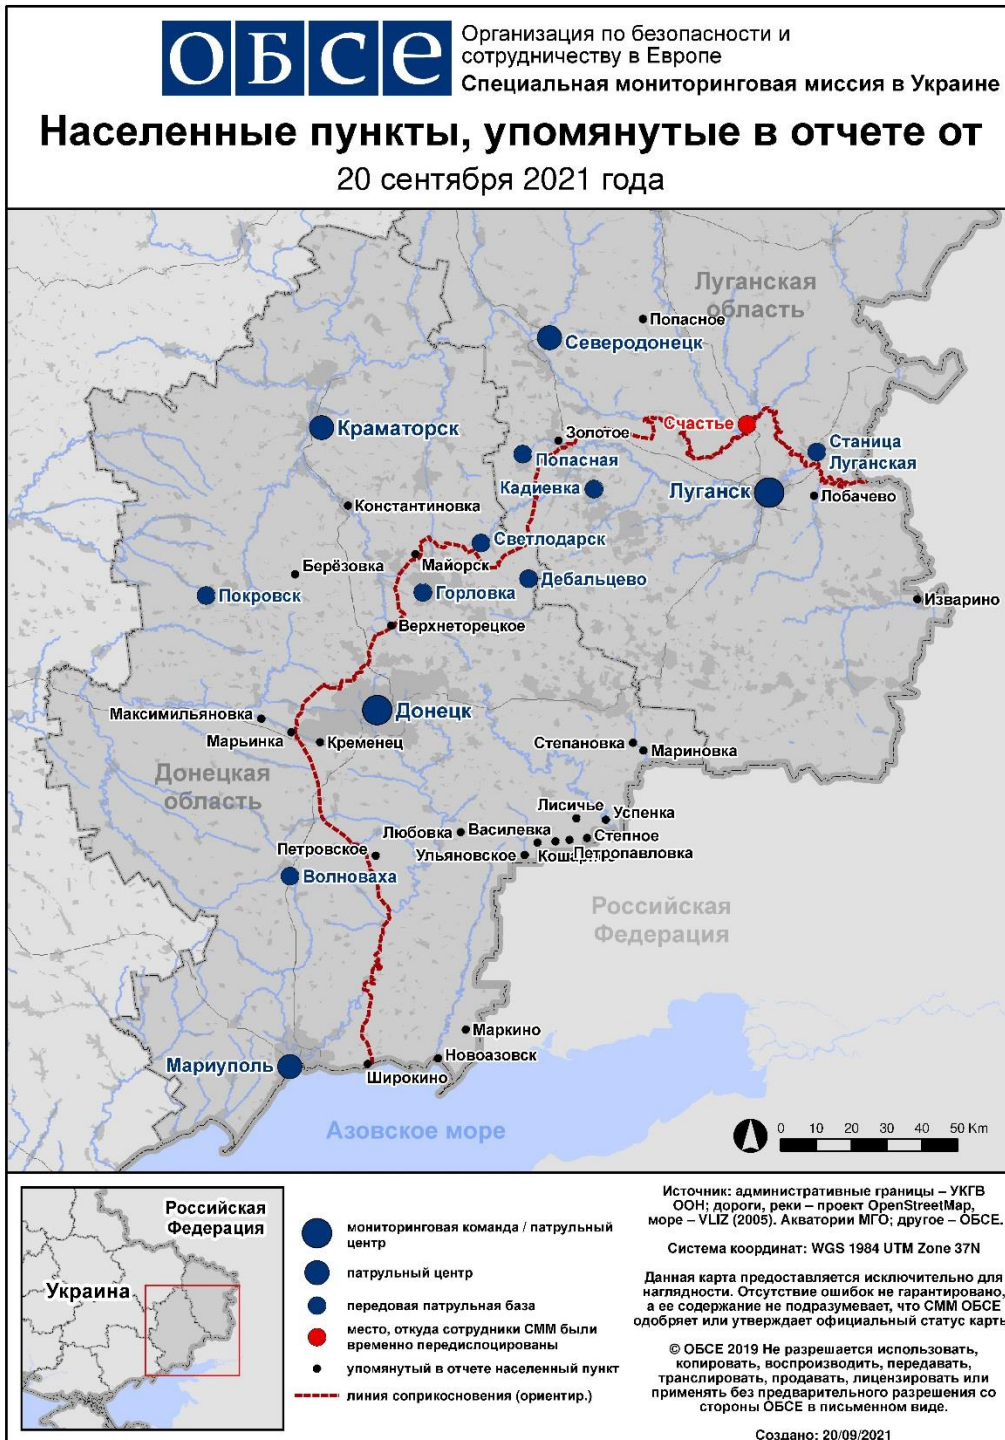 ОБСЕ
Организация по безопасности и
сотрудничеству в Европе
Специальная мониторинговая миссия в Украине
Населенные пункты, упомянутые в отчете от
20 сентября 2021 года
Луганская
область
Попасное
Северодонецк
Краматорск
Золотое
Счастье
Станица
Луганская
Попасная
Кадиевка
Луганск
Лобачево
Константиновка
Светлодарск
Майорск
Берёзовка
Дебальцево
Покровск
Горловка
Изварино
Верхнеторецкое
Максимильяновка
Донецк
Марьинка
Кременец
Степановка
Мариновка
Донецкая
область
Лисичье
Успенка
Любовка
Василевка
Степное
Петровское
Ульяновское
Петропавловка
Волноваха
Российская
Федерация
Маркино
Новоазовск
Мариуполь
Широкино
Азовское море
0 10 20 30 40 50 Km
Российская
Федерация
Украина
мониторинговая команда / патрульный
центр
патрульный центр
передовая патрульная база
место, откуда сотрудники СММ были
временно передислоцированы
упомянутый в отчете населенный пункт
линия соприкосновения (ориентир.)
Источник: административные границы – УКГВ
ООН; дороги, реки – проект OpenStreetMap,
море – VLIZ (2005). Акватории МГО; другое – ОБСЕ.
Система координат: WGS 1984 UTM Zone 37N
Данная карта предоставляется исключительно для
наглядности. Отсутствие ошибок не гарантировано,
а ее содержание не подразумевает, что СММ ОБСЕ
одобряет или утверждает официальный статус карты
© ОБСЕ 2019 Не разрешается использовать,
копировать, воспроизводить, передавать,
транслировать, продавать, лицензировать или
применять без предварительного разрешения со
стороны ОБСЕ в письменном виде.
Создано: 20/09/2021